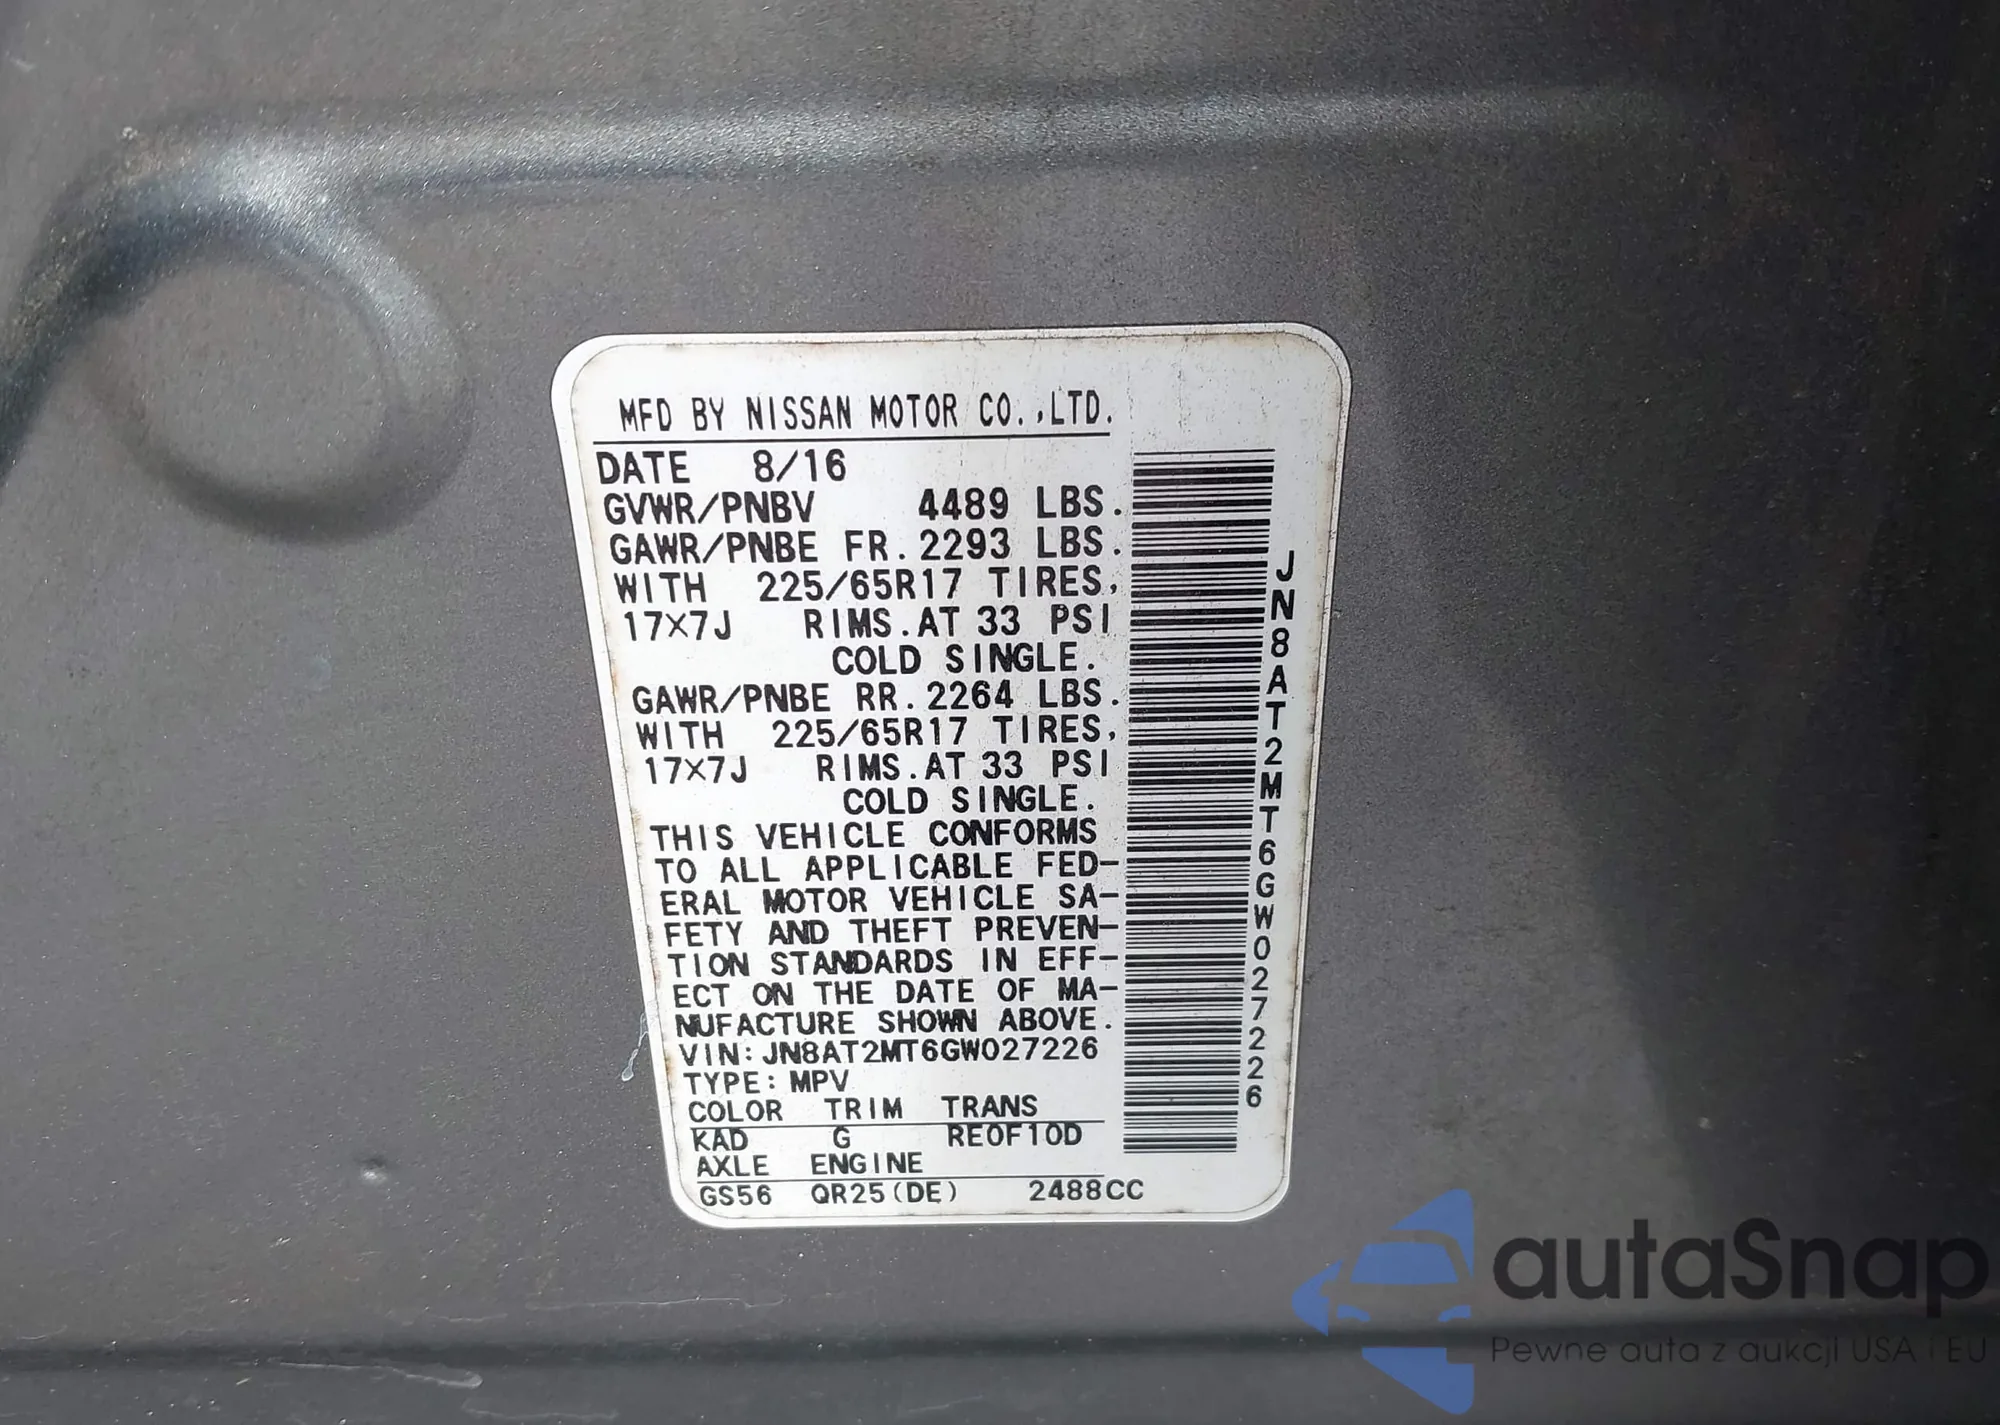 MFD BY NISSAN MOTOR CO.,LTD.
DATE 8/16
GVWR/PNBV 4489 LBS.
GAWR/PNBE FR. 2293 LBS.
WITH 225/65R17 TIRES,
17×7J RIMS.AT 33 PSI
COLD SINGLE.
GAWR/PNBE RR. 2264 LBS.
WITH 225/65R17 TIRES,
17×7J RIMS.AT 33 PSI
COLD SINGLE.
THIS VEHICLE CONFORMS
TO ALL APPLICABLE FED-
ERAL MOTOR VEHICLE SA-
FETY AND THEFT PREVEN-
TION STANDARDS IN EFF-
ECT ON THE DATE OF MA-
NUFACTURE SHOWN ABOVE.
VIN: JN8AT2MT6GW027226
TYPE: MPV
COLOR TRIM TRANS
KAD G RE0F10D
AXLE ENGINE
GS56 QR25(DE) 2488CC
JN8AT2MT6GW027226
autaSnap
Pewne auta z aukcji USA i EU